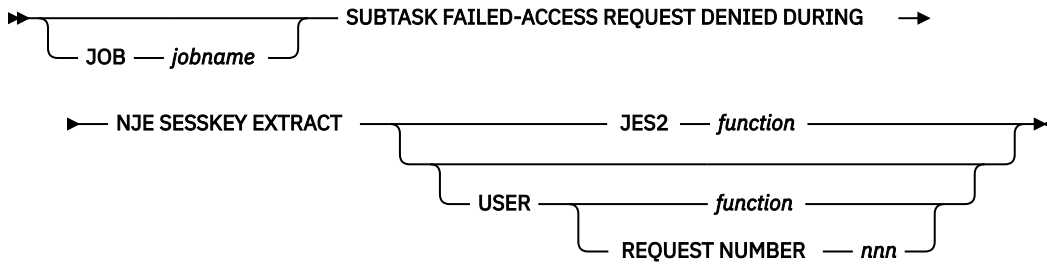 SUBTASK FAILED-ACCESS REQUEST DENIED DURING
JOB jobname
NJE SESSKEY EXTRACT JES2 function
USER function
REQUEST NUMBER nnn